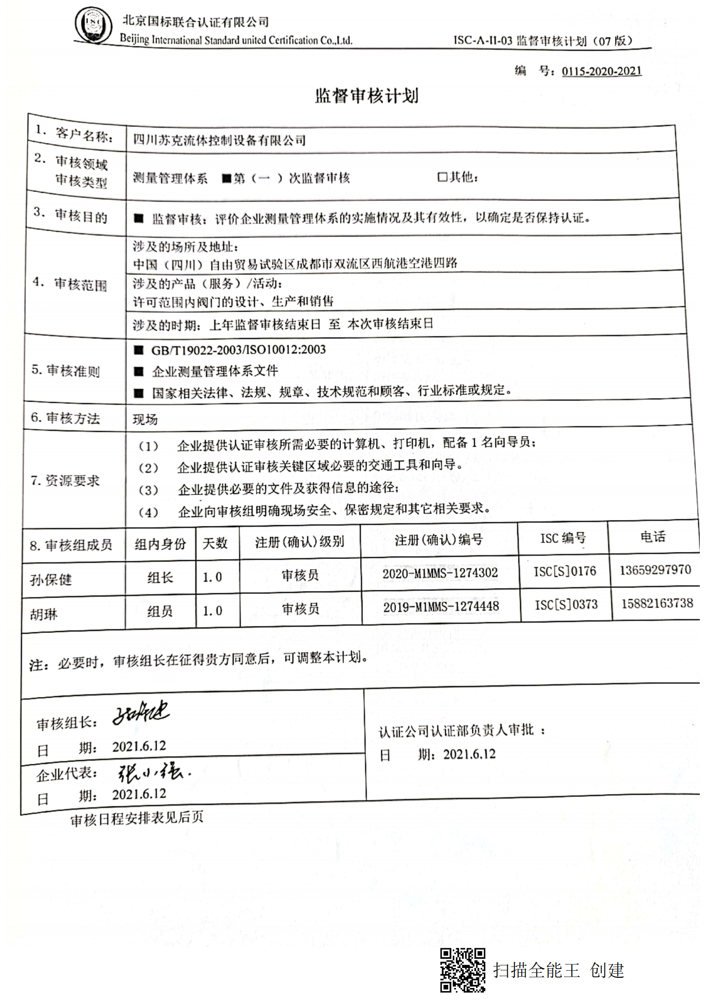 ISC
北京国标联合认证有限公司
Beijing International Standard united Certification Co.,Ltd.
ISC-A-II-03 监督审核计划（07 版）
编 号：0115-2020-2021
监督审核计划
1. 客户名称：
四川苏克流体控制设备有限公司
2. 审核领域
审核类型
测量管理体系 ■第（一 ）次监督审核 □其他：
3. 审核目的
■ 监督审核：评价企业测量管理体系的实施情况及其有效性，以确定是否保持认证。
4. 审核范围
涉及的场所及地址：
中国（四川）自由贸易试验区成都市双流区西航港空港四路
涉及的产品（服务）/活动：
许可范围内阀门的设计、生产和销售
涉及的时期：上年监督审核结束日 至 本次审核结束日
5. 审核准则
■ GB/T19022-2003/ISO10012:2003
■ 企业测量管理体系文件
■ 国家相关法律、法规、规章、技术规范和顾客、行业标准或规定。
6. 审核方法
现场
7. 资源要求
（1） 企业提供认证审核所需必要的计算机、打印机，配备 1 名向导员；
（2） 企业提供认证审核关键区域必要的交通工具和向导。
（3） 企业提供必要的文件及获得信息的途径；
（4） 企业向审核组明确现场安全、保密规定和其它相关要求。
8. 审核组成员 组内身份 天数 注册(确认)级别 注册(确认)编号 ISC 编号 电话
孙保健 组长 1.0 审核员 2020-M1MMS-1274302 ISC[S]0176 13659297970
胡琳 组员 1.0 审核员 2019-M1MMS-1274448 ISC[S]0373 15882163738
注：必要时，审核组长在征得贵方同意后，可调整本计划。
审核组长：孙保健
日 期：2021.6.12
企业代表：张小强.
日 期：2021.6.12
认证公司认证部负责人审批 ：
日 期：2021.6.12
审核日程安排表见后页
扫描全能王 创建